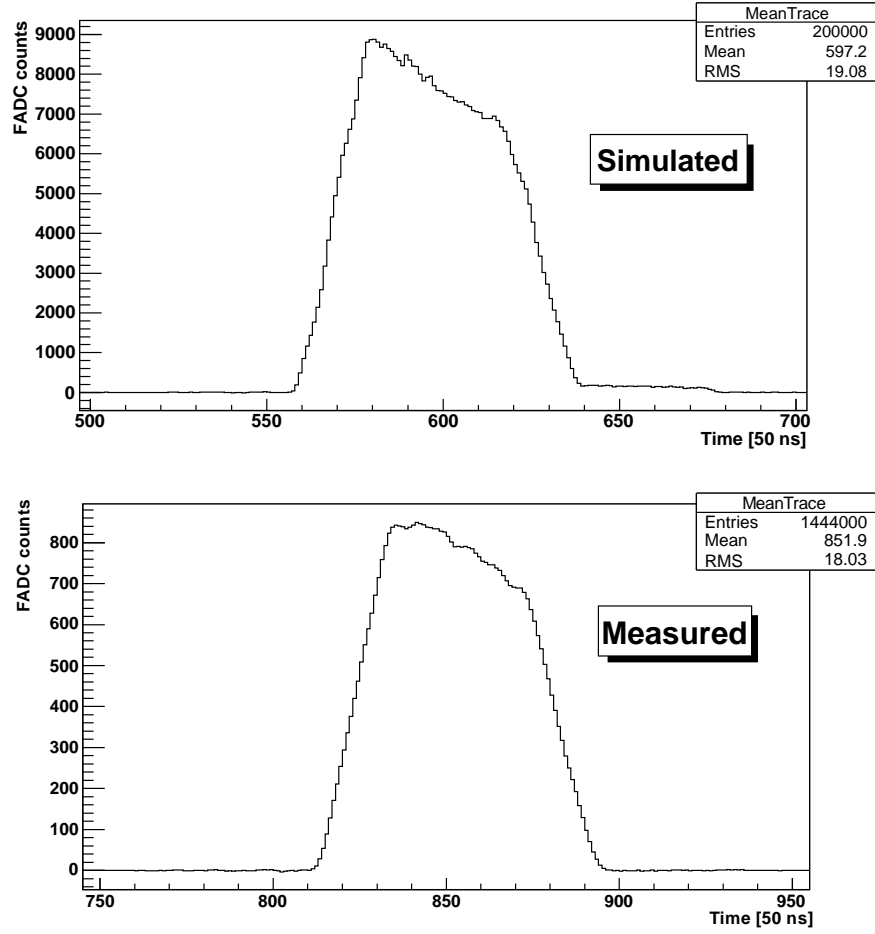 MeanTrace
Entries 200000
Mean 597.2
RMS 19.08
FADC counts
9000
8000
7000
6000
5000
4000
3000
2000
1000
0
Simulated
500 550 600 650 700
Time [50 ns]
MeanTrace
Entries 1444000
Mean 851.9
RMS 18.03
FADC counts
800
700
600
500
400
300
200
100
0
Measured
750 800 850 900 950
Time [50 ns]